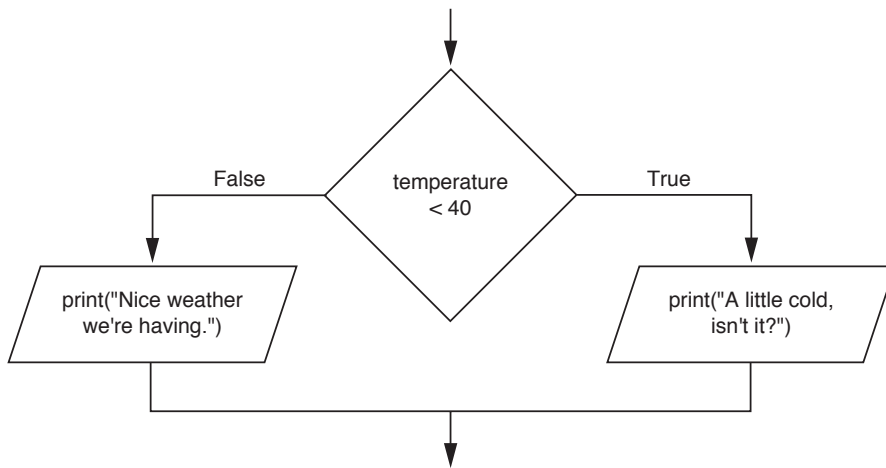 False
temperature
< 40
True
print("Nice weather
we're having.")
print("A little cold,
isn't it?")